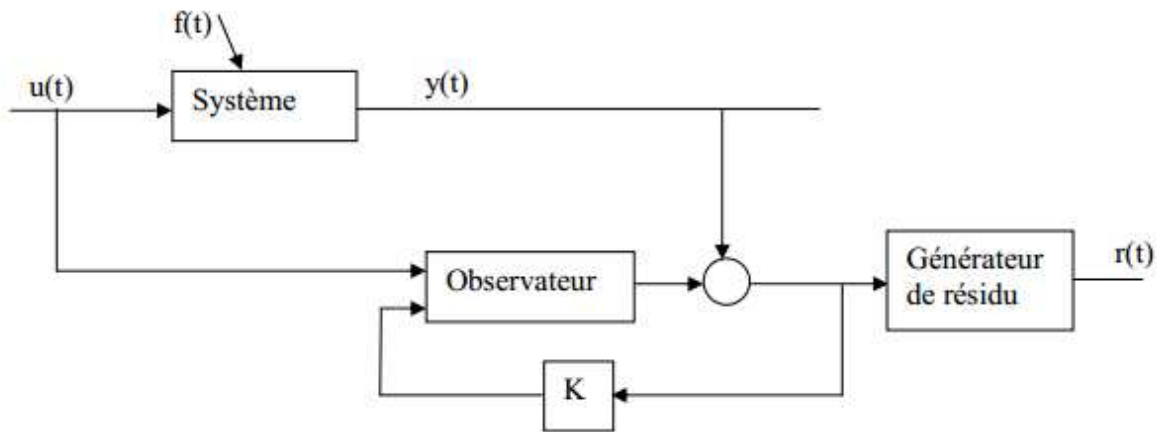 f(t)
u(t)
Système
y(t)
Observateur
Générateur
de résidu
r(t)
K